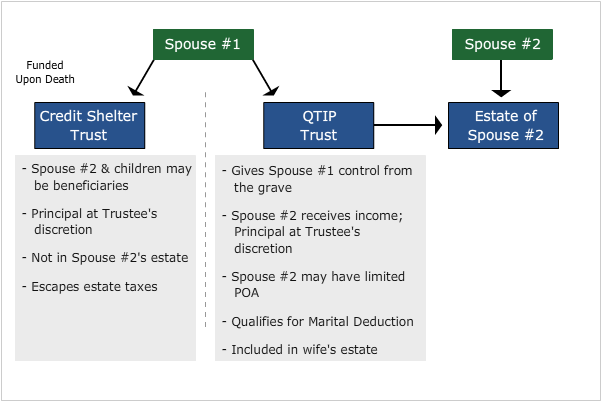 Spouse #1
Spouse #2
Funded
Upon Death
Credit Shelter
Trust
QTIP
Trust
Estate of
Spouse #2
- Spouse #2 & children may
be beneficiaries
- Principal at Trustee's
discretion
- Not in Spouse #2's estate
- Escapes estate taxes
- Gives Spouse #1 control from
the grave
- Spouse #2 receives income;
Principal at Trustee's
discretion
- Spouse #2 may have limited
POA
- Qualifies for Marital Deduction
- Included in wife's estate